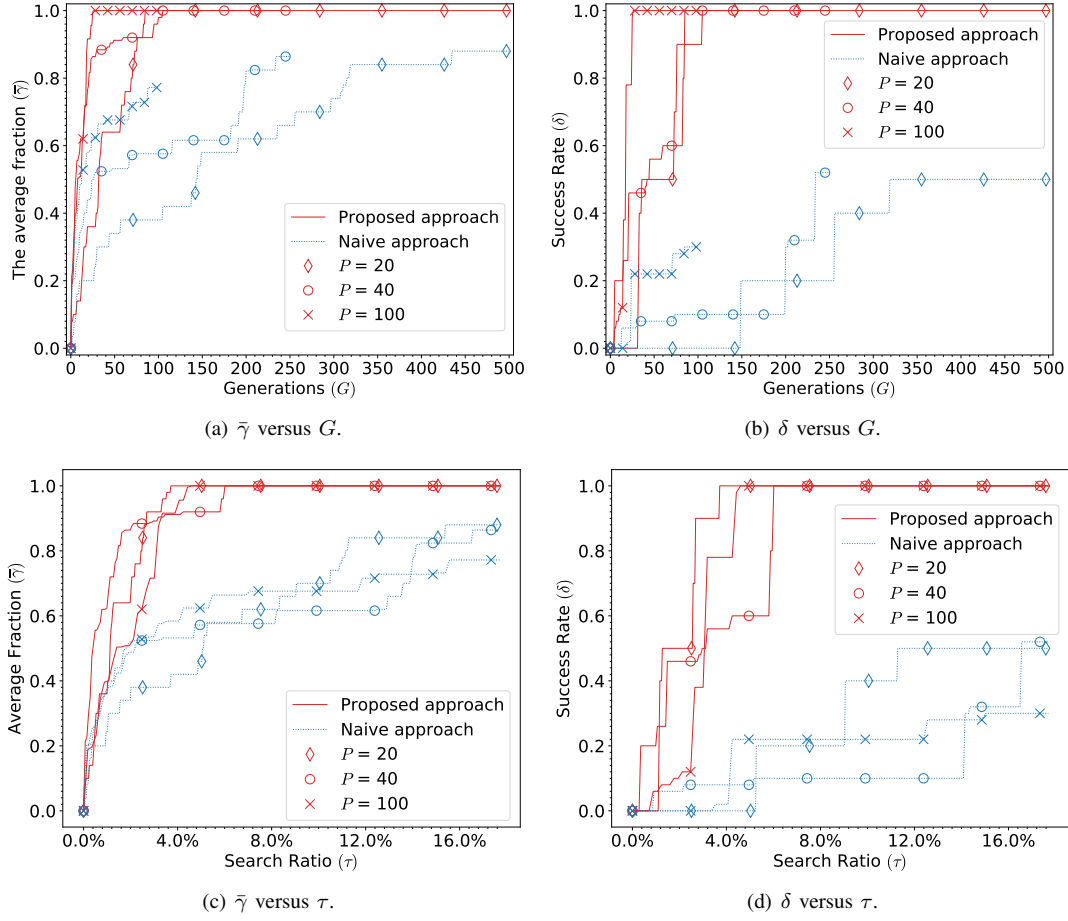 1.0
0.8
0.6
0.4
0.2
0.0
The average fraction (γ̄)
Proposed approach
Naive approach
P = 20
P = 40
P = 100
0 50 100 150 200 250 300 350 400 450 500
Generations (G)
(a) γ̄ versus G.
1.0
0.8
0.6
0.4
0.2
0.0
Success Rate (δ)
Proposed approach
Naive approach
P = 20
P = 40
P = 100
0 50 100 150 200 250 300 350 400 450 500
Generations (G)
(b) δ versus G.
1.0
0.8
0.6
0.4
0.2
0.0
Average Fraction (γ̄)
Proposed approach
Naive approach
P = 20
P = 40
P = 100
0.0% 4.0% 8.0% 12.0% 16.0%
Search Ratio (τ)
(c) γ̄ versus τ.
1.0
0.8
0.6
0.4
0.2
0.0
Success Rate (δ)
Proposed approach
Naive approach
P = 20
P = 40
P = 100
0.0% 4.0% 8.0% 12.0% 16.0%
Search Ratio (τ)
(d) δ versus τ.